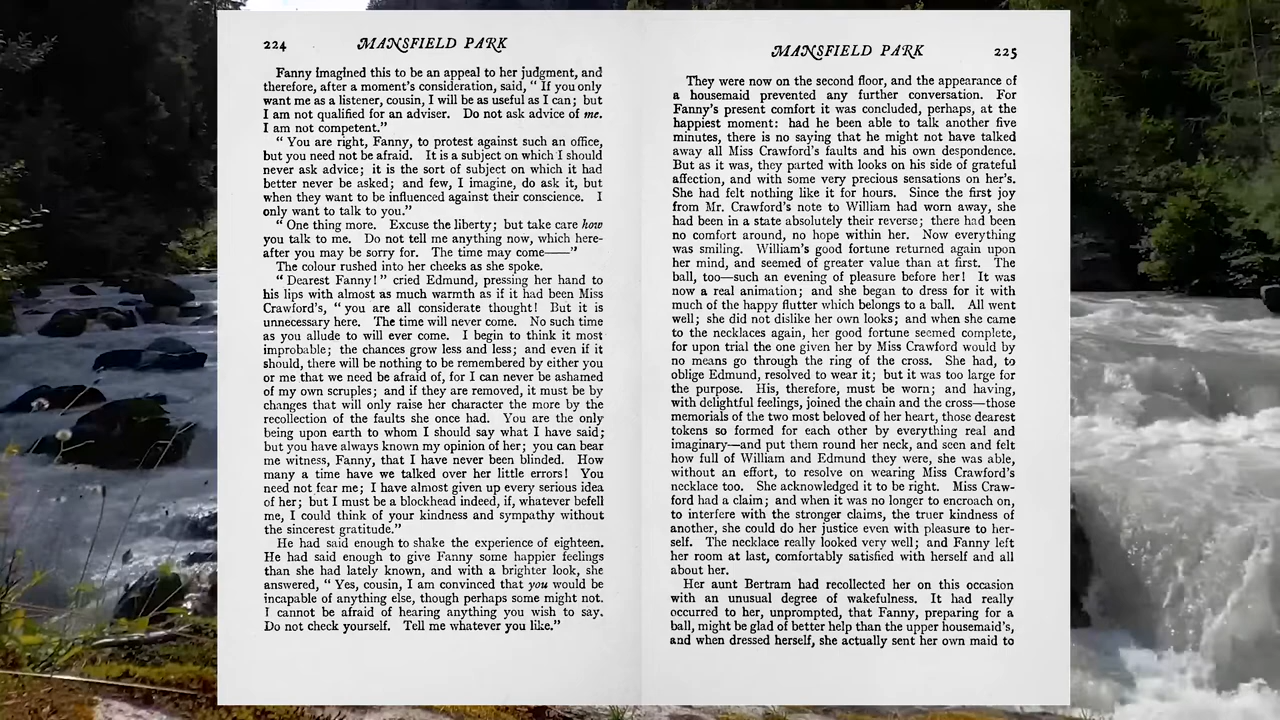 224 MANSFIELD PARK
Fanny imagined this to be an appeal to her judgment, and
therefore, after a moment's consideration, said, “ If you only
want me as a listener, cousin, I will be as useful as I can; but
I am not qualified for an adviser. Do not ask advice of me.
I am not competent.”
“ You are right, Fanny, to protest against such an office,
but you need not be afraid. It is a subject on which I should
never ask advice; it is the sort of subject on which it had
better never be asked; and few, I imagine, do ask it, but
when they want to be influenced against their conscience. I
only want to talk to you.”
“ One thing more. Excuse the liberty; but take care how
you talk to me. Do not tell me anything now, which here-
after you may be sorry for. The time may come——”
The colour rushed into her cheeks as she spoke.
“ Dearest Fanny! ” cried Edmund, pressing her hand to
his lips with almost as much warmth as if it had been Miss
Crawford's, “ you are all considerate thought! But it is
unnecessary here. The time will never come. No such time
as you allude to will ever come. I begin to think it most
improbable; the chances grow less and less; and even if it
should, there will be nothing to be remembered by either you
or me that we need be afraid of, for I can never be ashamed
of my own scruples; and if they are removed, it must be by
changes that will only raise her character the more by the
recollection of the faults she once had. You are the only
being upon earth to whom I should say what I have said;
but you have always known my opinion of her; you can bear
me witness, Fanny, that I have never been blinded. How
many a time have we talked over her little errors! You
need not fear me; I have almost given up every serious idea
of her; but I must be a blockhead indeed, if, whatever befell
me, I could think of your kindness and sympathy without
the sincerest gratitude.”
He had said enough to shake the experience of eighteen.
He had said enough to give Fanny some happier feelings
than she had lately known, and with a brighter look, she
answered, “ Yes, cousin, I am convinced that you would be
incapable of anything else, though perhaps some might not.
I cannot be afraid of hearing anything you wish to say.
Do not check yourself. Tell me whatever you like.”
MANSFIELD PARK 225
They were now on the second floor, and the appearance of
a housemaid prevented any further conversation. For
Fanny's present comfort it was concluded, perhaps, at the
happiest moment: had he been able to talk another five
minutes, there is no saying that he might not have talked
away all Miss Crawford's faults and his own despondence.
But as it was, they parted with looks on his side of grateful
affection, and with some very precious sensations on her's.
She had felt nothing like it for hours. Since the first joy
from Mr. Crawford's note to William had worn away, she
had been in a state absolutely their reverse; there had been
no comfort around, no hope within her. Now everything
was smiling. William's good fortune returned again upon
her mind, and seemed of greater value than at first. The
ball, too—such an evening of pleasure before her! It was
now a real animation; and she began to dress for it with
much of the happy flutter which belongs to a ball. All went
well; she did not dislike her own looks; and when she came
to the necklaces again, her good fortune seemed complete,
for upon trial the one given her by Miss Crawford would by
no means go through the ring of the cross. She had, to
oblige Edmund, resolved to wear it; but it was too large for
the purpose. His, therefore, must be worn; and having,
with delightful feelings, joined the chain and the cross—those
memorials of the two most beloved of her heart, those dearest
tokens so formed for each other by everything real and
imaginary—and put them round her neck, and seen and felt
how full of William and Edmund they were, she was able,
without an effort, to resolve on wearing Miss Crawford's
necklace too. She acknowledged it to be right. Miss Craw-
ford had a claim; and when it was no longer to encroach on,
to interfere with the stronger claims, the truer kindness of
another, she could do her justice even with pleasure to her-
self. The necklace really looked very well; and Fanny left
her room at last, comfortably satisfied with herself and all
about her.
Her aunt Bertram had recollected her on this occasion
with an unusual degree of wakefulness. It had really
occurred to her, unprompted, that Fanny, preparing for a
ball, might be glad of better help than the upper housemaid's,
and when dressed herself, she actually sent her own maid to